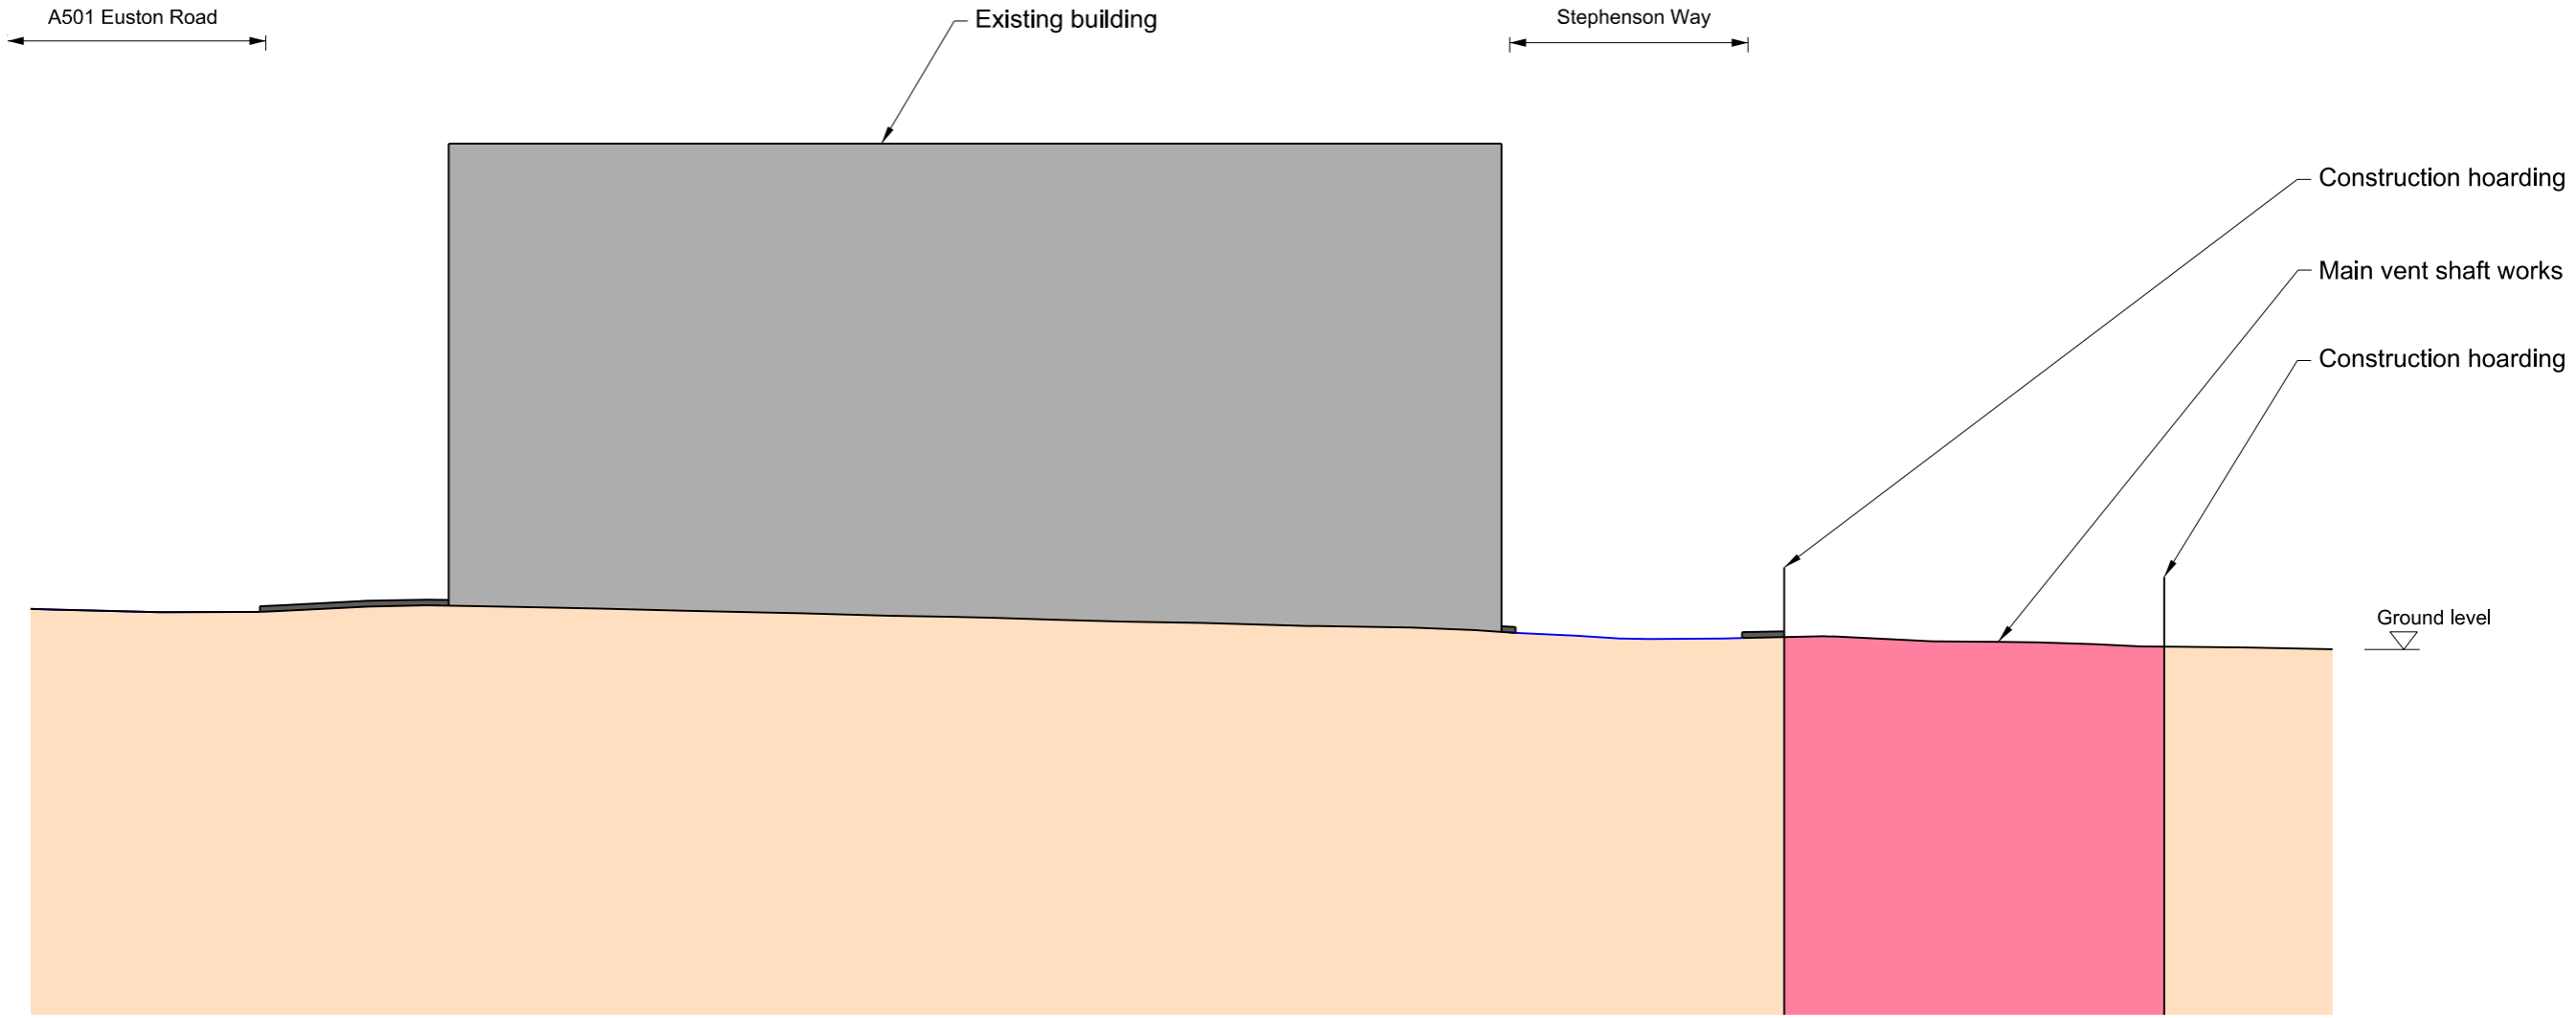 A501 Euston Road
Existing building
Stephenson Way
Construction hoarding
Main vent shaft works
Construction hoarding
Ground level